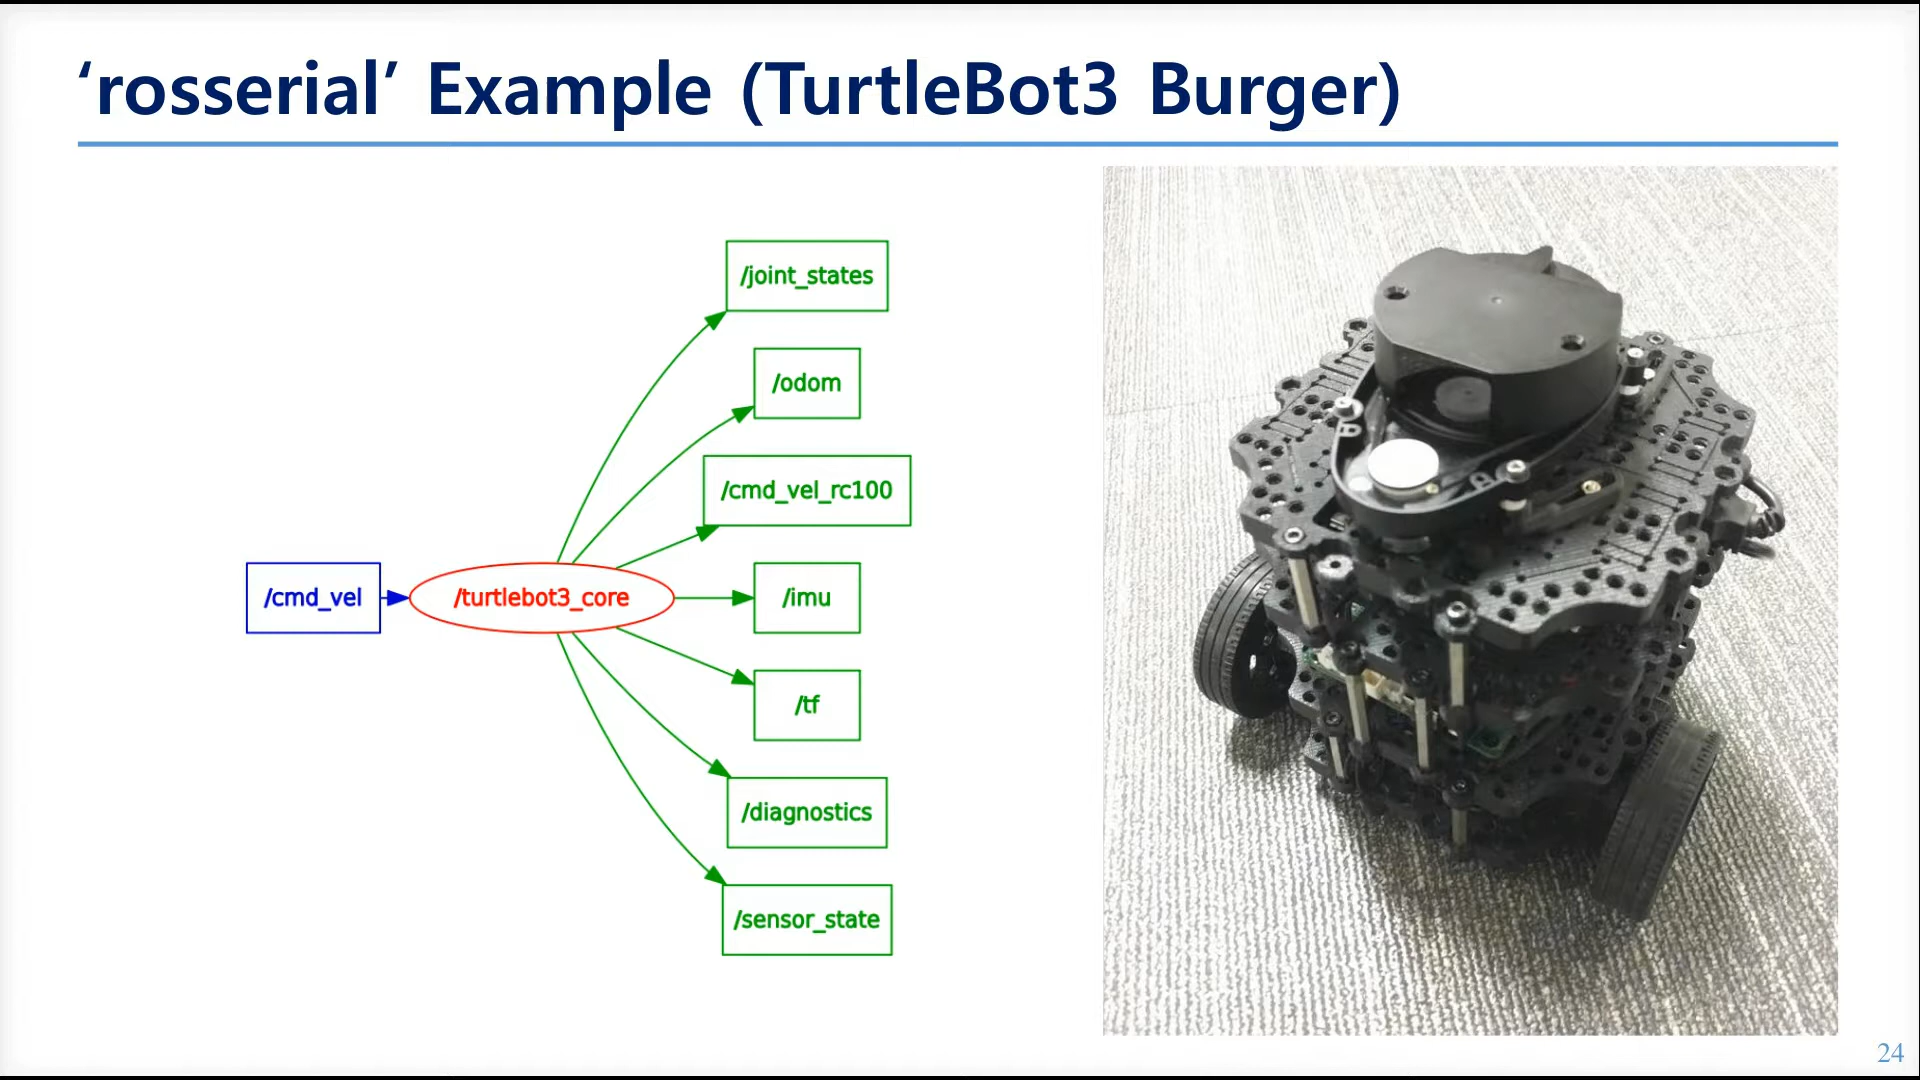 ‘rosserial’ Example (TurtleBot3 Burger)
/joint_states
/odom
/cmd_vel_rc100
/cmd_vel
/turtlebot3_core
/imu
/tf
/diagnostics
/sensor_state
24